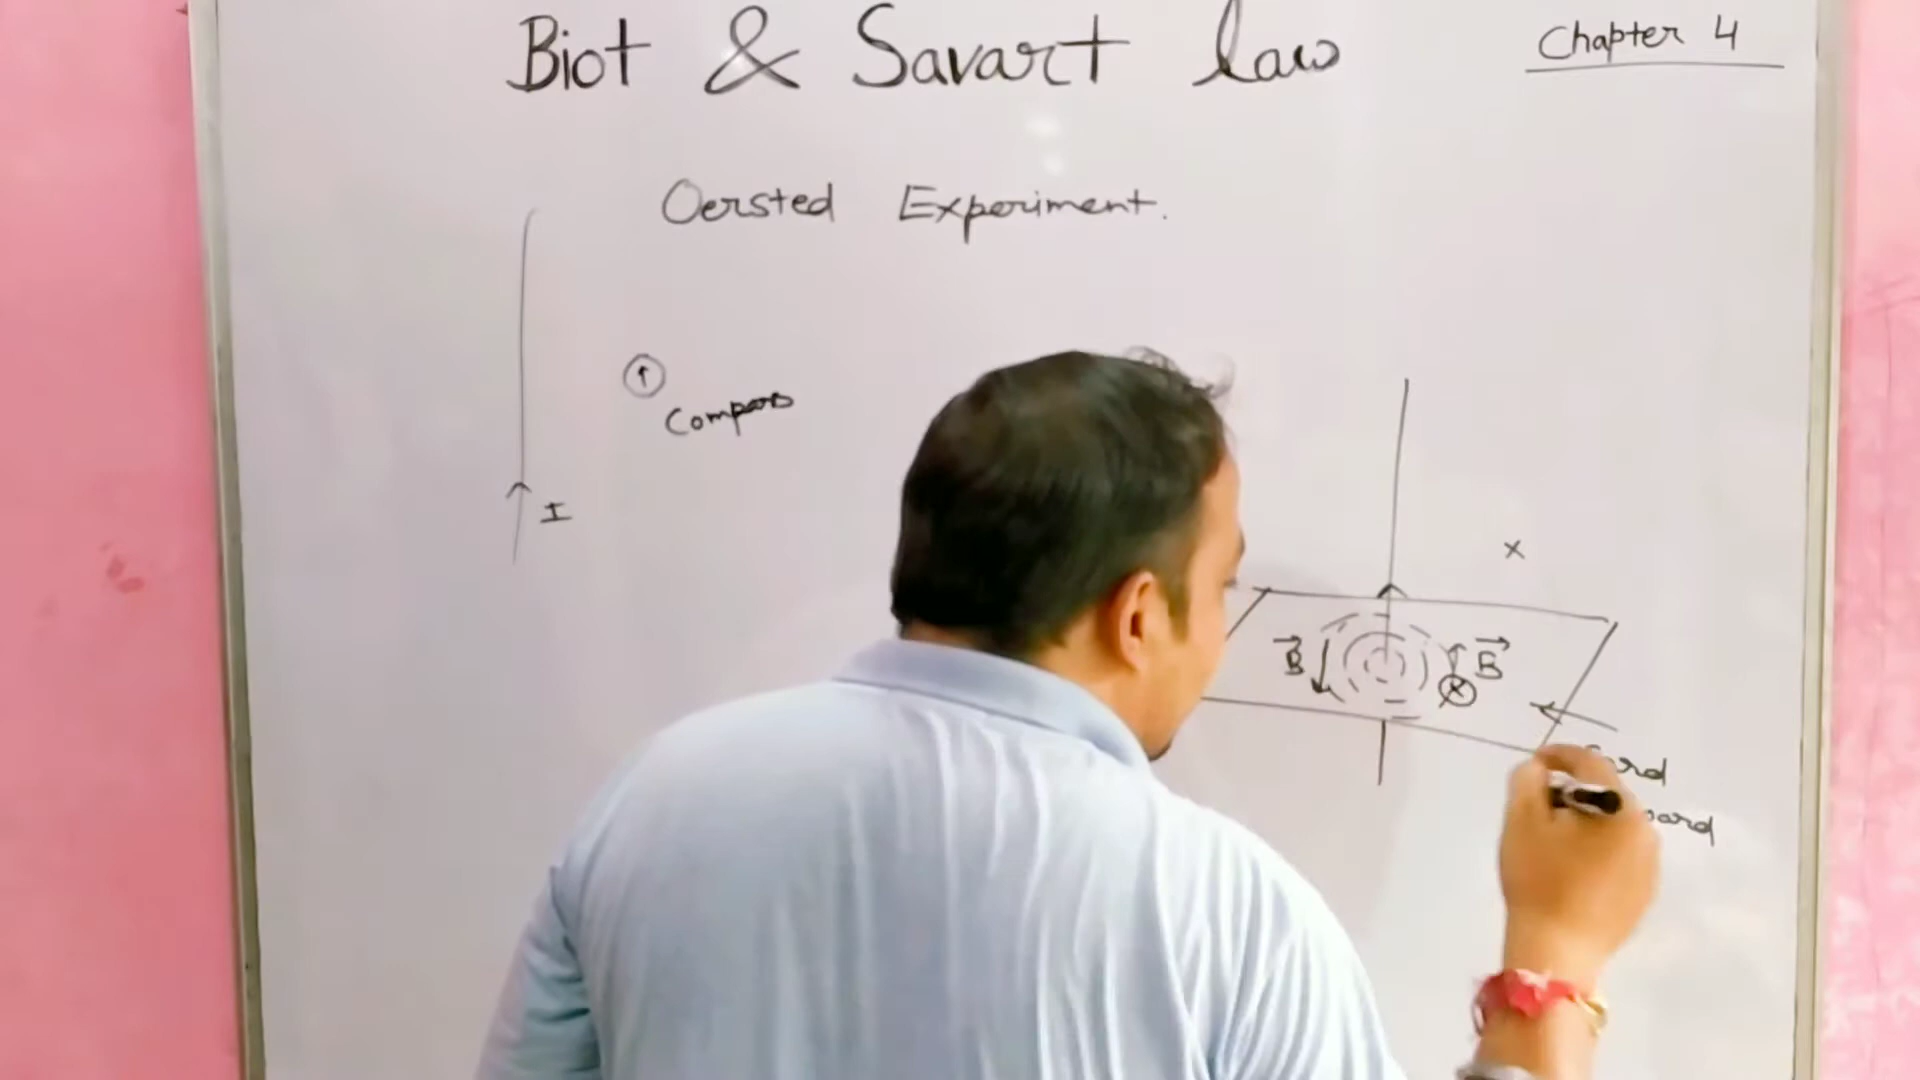 Biot & Savart law
Chapter 4
Oersted Experiment.
Compass
I
x
B
B